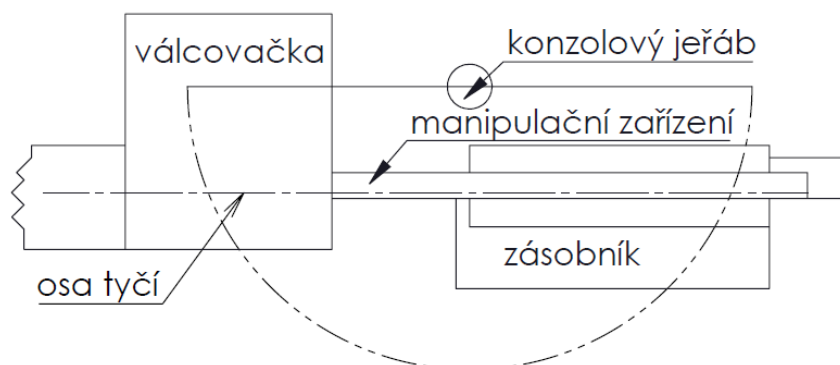 konzolový jeřáb
válcovačka
manipulační zařízení
zásobník
osa tyčí